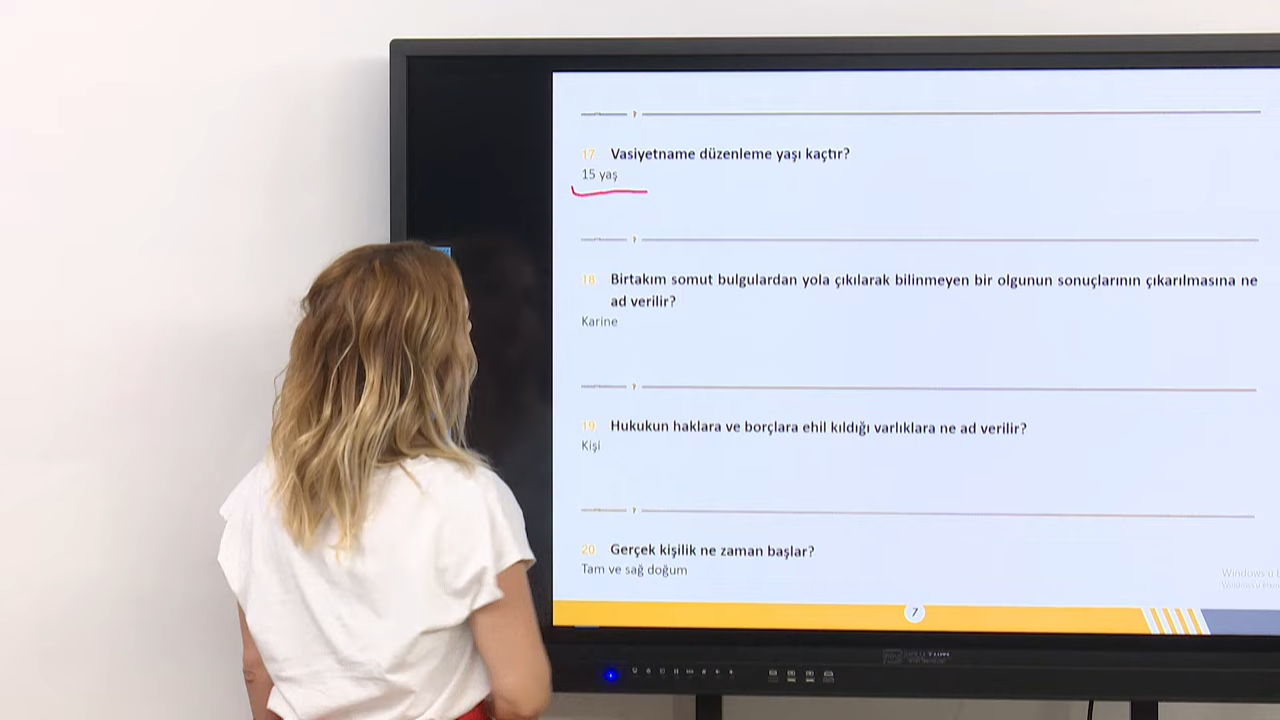 17 Vasiyetname düzenleme yaşı kaçtır?
15 yaş
18 Birtakım somut bulgulardan yola çıkılarak bilinmeyen bir olgunun sonuçlarının çıkarılmasına ne
ad verilir?
Karine
19 Hukukun haklara ve borçlara ehil kıldığı varlıklara ne ad verilir?
Kişi
20 Gerçek kişilik ne zaman başlar?
Tam ve sağ doğum
Windows'u
7